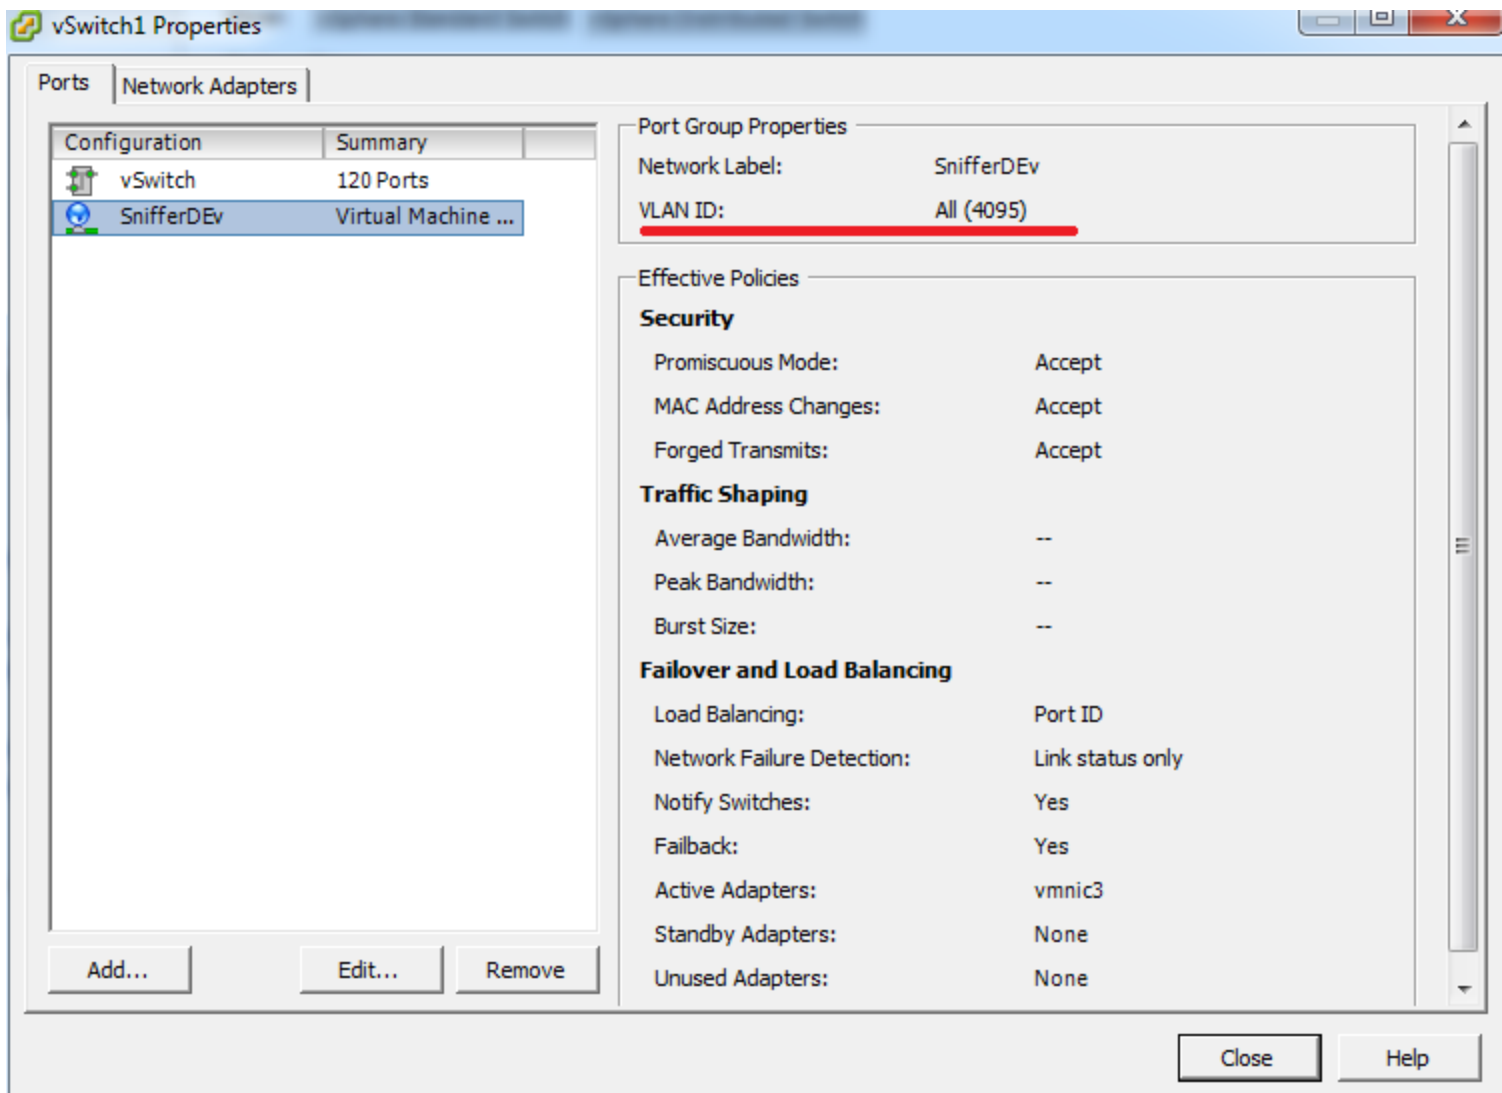 vSwitch1 Properties
Ports Network Adapters
Configuration Summary
vSwitch 120 Ports
SnifferDEv Virtual Machine ...
Add... Edit... Remove
Port Group Properties
Network Label: SnifferDEv
VLAN ID: All (4095)
Effective Policies
Security
Promiscuous Mode: Accept
MAC Address Changes: Accept
Forged Transmits: Accept
Traffic Shaping
Average Bandwidth: --
Peak Bandwidth: --
Burst Size: --
Failover and Load Balancing
Load Balancing: Port ID
Network Failure Detection: Link status only
Notify Switches: Yes
Failback: Yes
Active Adapters: vmnic3
Standby Adapters: None
Unused Adapters: None
Close Help